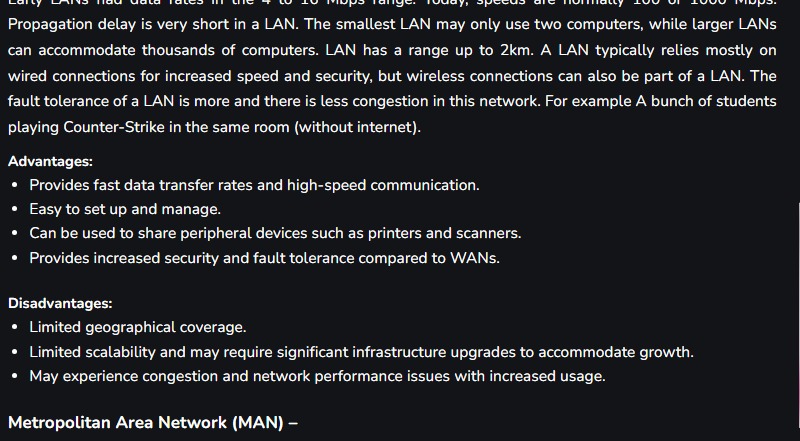 Early LANs had data rates in the 4 to 16 Mbps range. Today, speeds are normally 100 or 1000 Mbps.
Propagation delay is very short in a LAN. The smallest LAN may only use two computers, while larger LANs
can accommodate thousands of computers. LAN has a range up to 2km. A LAN typically relies mostly on
wired connections for increased speed and security, but wireless connections can also be part of a LAN. The
fault tolerance of a LAN is more and there is less congestion in this network. For example A bunch of students
playing Counter-Strike in the same room (without internet).
Advantages:
• Provides fast data transfer rates and high-speed communication.
• Easy to set up and manage.
• Can be used to share peripheral devices such as printers and scanners.
• Provides increased security and fault tolerance compared to WANs.
Disadvantages:
• Limited geographical coverage.
• Limited scalability and may require significant infrastructure upgrades to accommodate growth.
• May experience congestion and network performance issues with increased usage.
Metropolitan Area Network (MAN) –